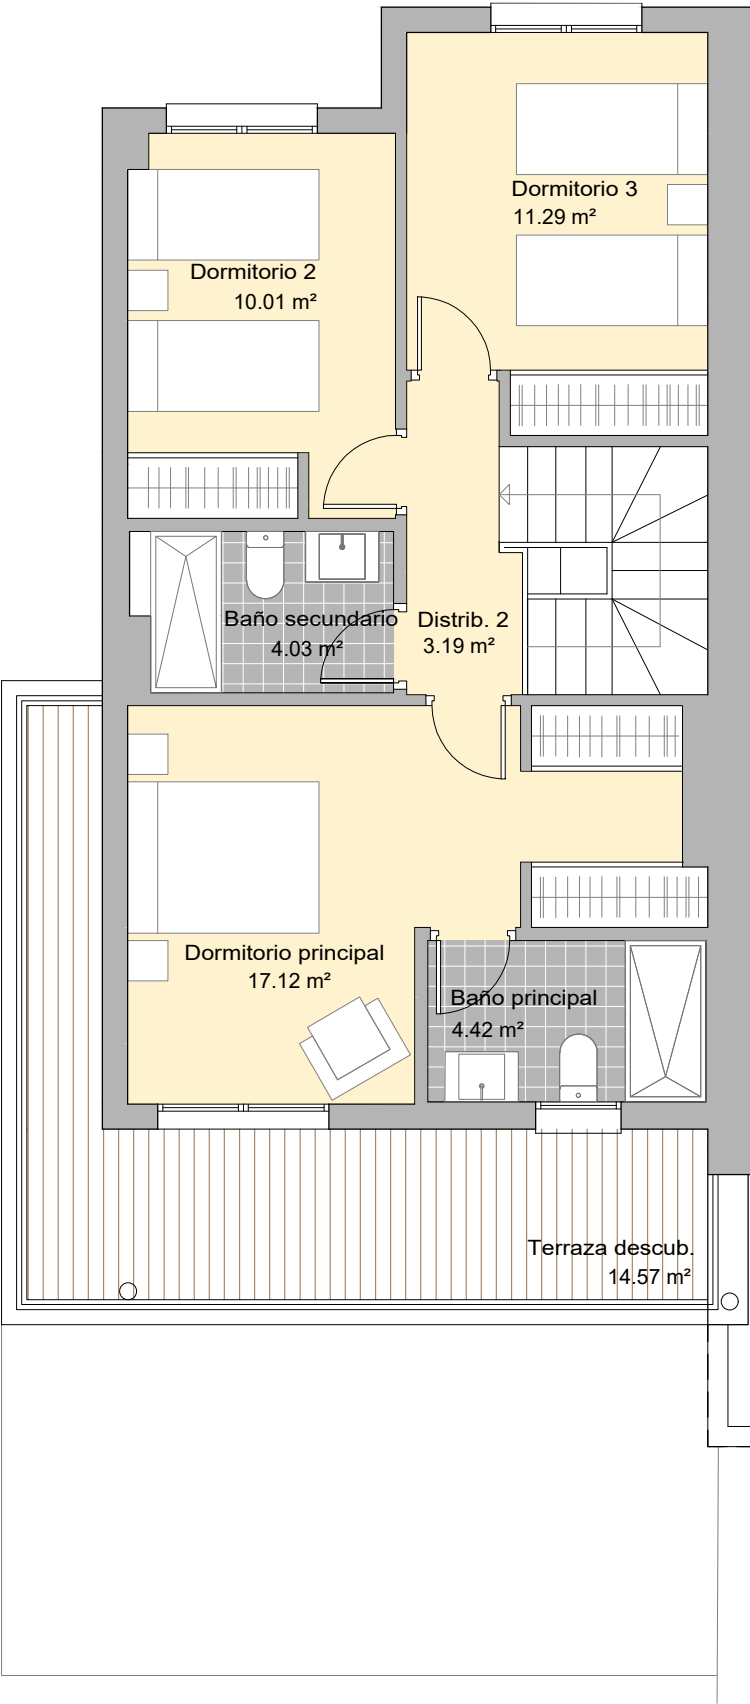 Dormitorio 3
11.29 m²
Dormitorio 2
10.01 m²
Baño secundario
4.03 m²
Distrib. 2
3.19 m²
Dormitorio principal
17.12 m²
Baño principal
4.42 m²
Terraza descub.
14.57 m²